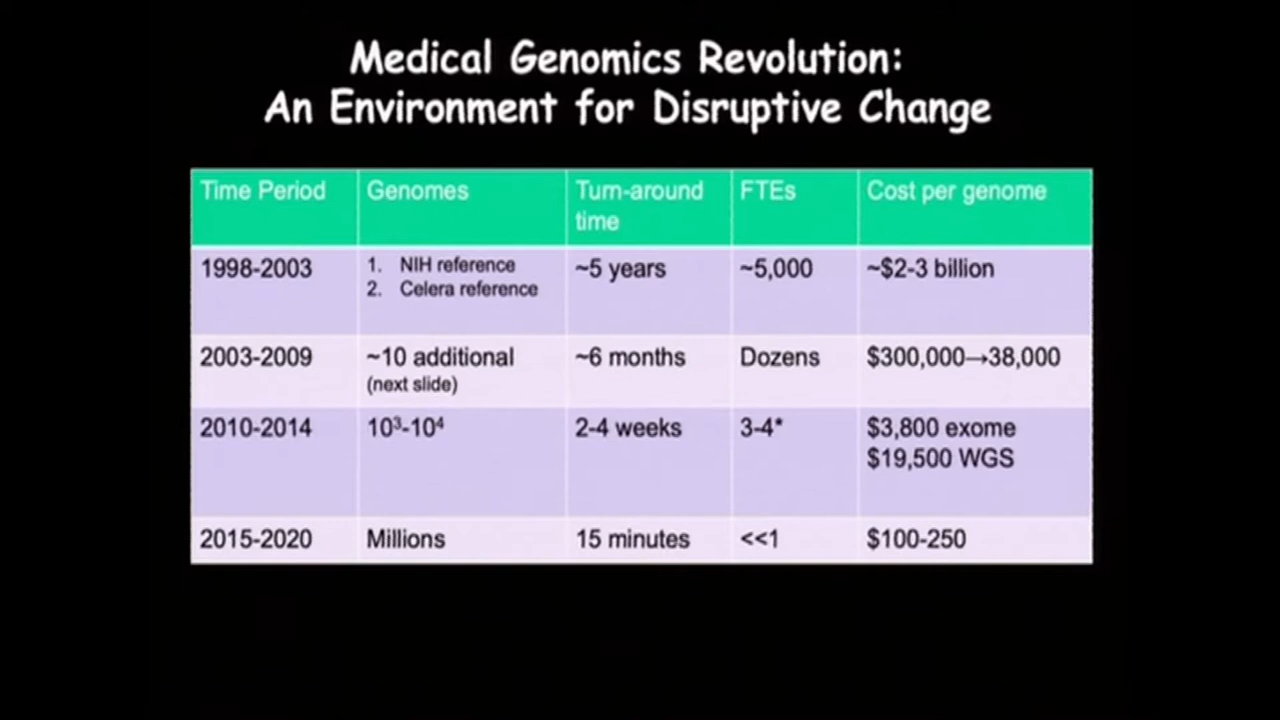 Medical Genomics Revolution:
An Environment for Disruptive Change
Time Period Genomes Turn-around time FTEs Cost per genome
1998-2003 1. NIH reference 2. Celera reference ~5 years ~5,000 ~$2-3 billion
2003-2009 ~10 additional (next slide) ~6 months Dozens $300,000→38,000
2010-2014 10³-10⁴ 2-4 weeks 3-4* $3,800 exome $19,500 WGS
2015-2020 Millions 15 minutes <<1 $100-250